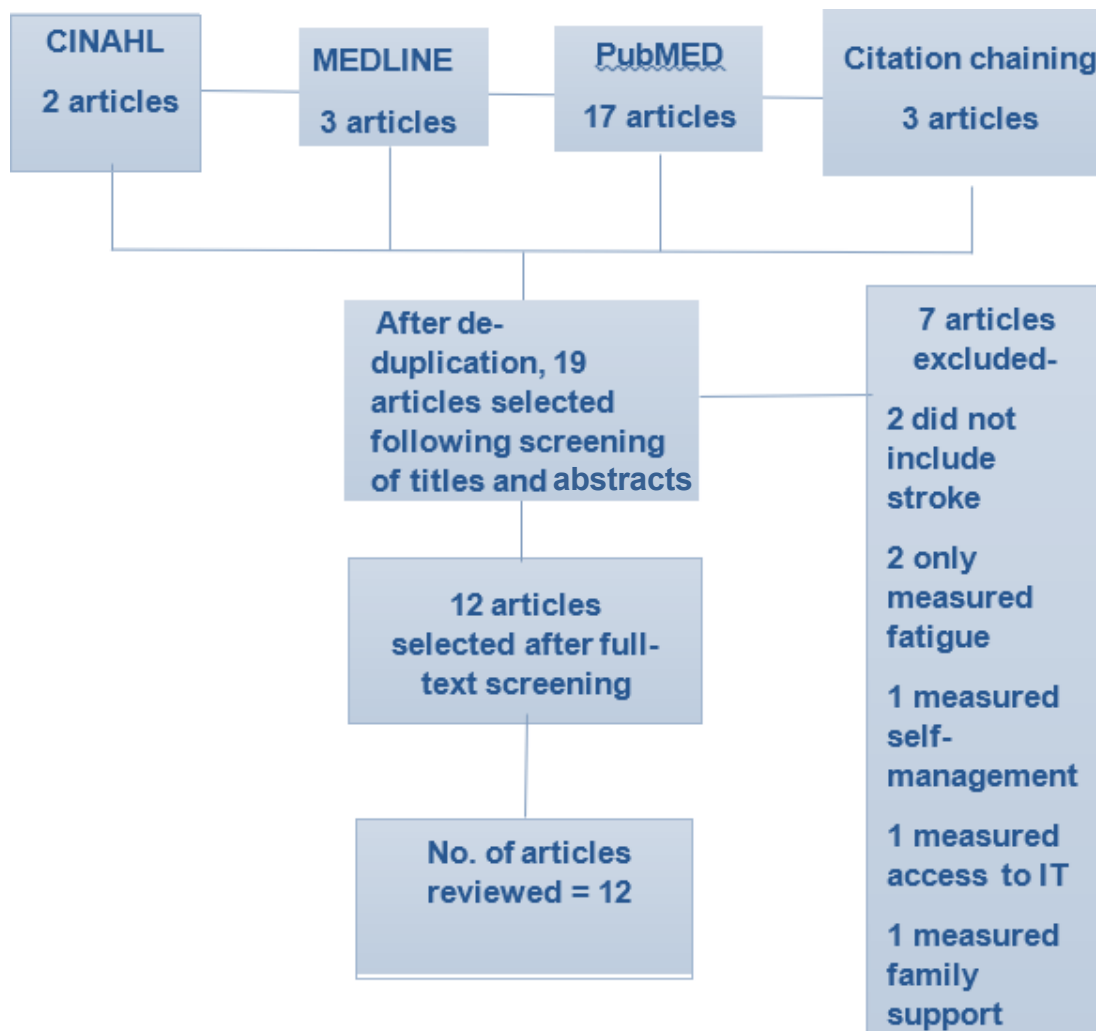 CINAHL
2 articles
MEDLINE
3 articles
PubMED
17 articles
Citation chaining
3 articles
After de-
duplication, 19
articles selected
following screening
of titles and abstracts
7 articles
excluded-
2 did not
include
stroke
2 only
measured
fatigue
1 measured
self-
management
1 measured
access to IT
1 measured
family
support
12 articles
selected after full-
text screening
No. of articles
reviewed = 12